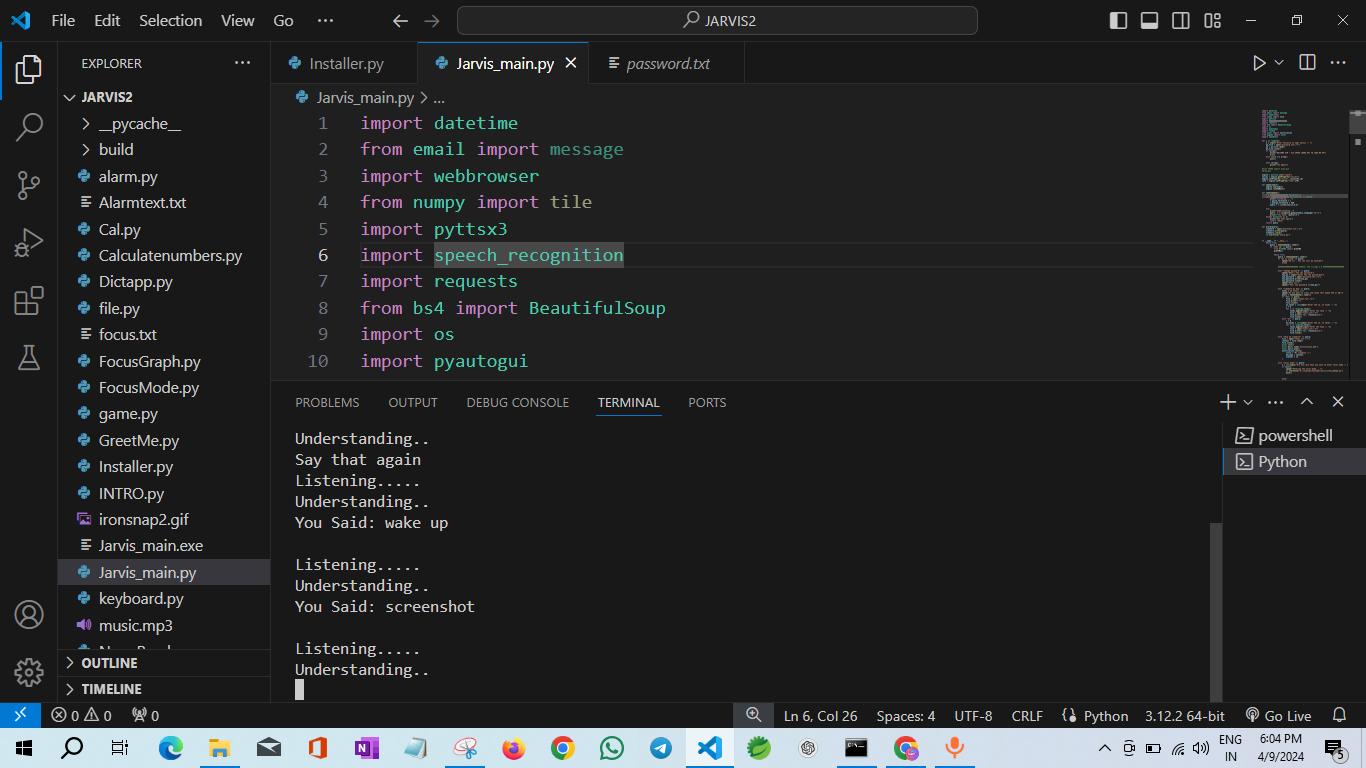 File Edit Selection View Go ··· JARVIS2
EXPLORER ···
JARVIS2
__pycache__
build
alarm.py
Alarmtext.txt
Cal.py
Calculatenumbers.py
Dictapp.py
file.py
focus.txt
FocusGraph.py
FocusMode.py
game.py
GreetMe.py
Installer.py
INTRO.py
ironsnap2.gif
Jarvis_main.exe
Jarvis_main.py
keyboard.py
music.mp3
OUTLINE
TIMELINE
Installer.py Jarvis_main.py password.txt
Jarvis_main.py > ...
1 import datetime
2 from email import message
3 import webbrowser
4 from numpy import tile
5 import pyttsx3
6 import speech_recognition
7 import requests
8 from bs4 import BeautifulSoup
9 import os
10 import pyautogui
PROBLEMS OUTPUT DEBUG CONSOLE TERMINAL PORTS
Understanding..
Say that again
Listening.....
Understanding..
You Said: wake up
Listening.....
Understanding..
You Said: screenshot
Listening.....
Understanding..
powershell
Python
0 0 0 Ln 6, Col 26 Spaces: 4 UTF-8 CRLF Python 3.12.2 64-bit Go Live
ENG
IN
6:04 PM
4/9/2024
5